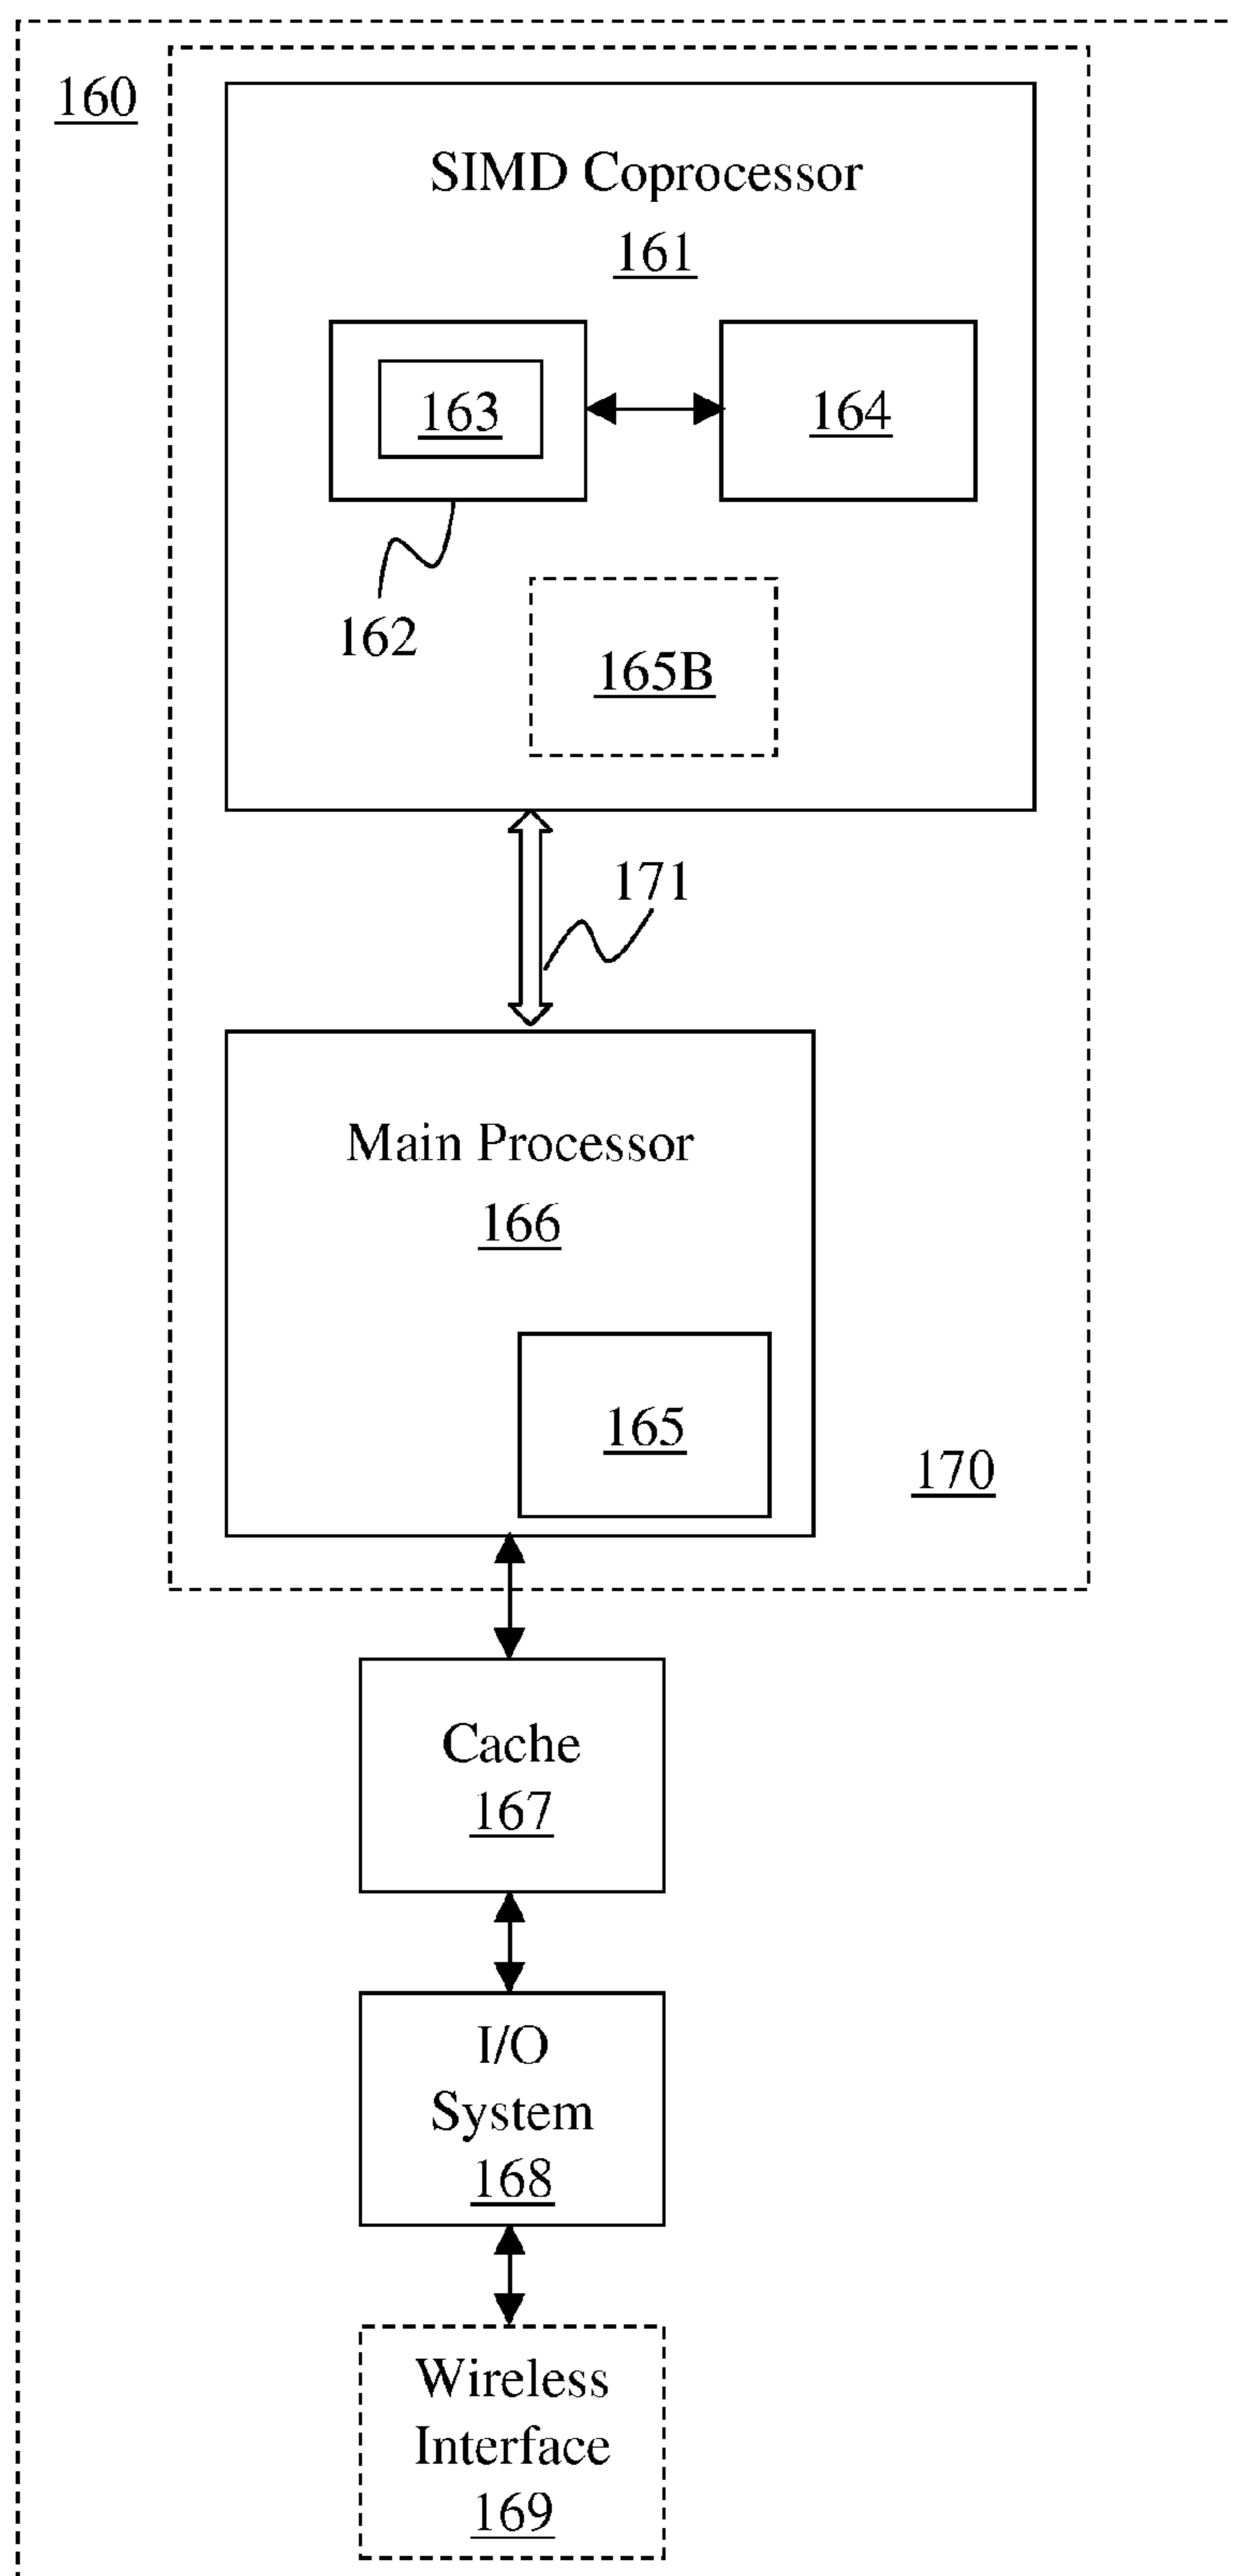 160
SIMD Coprocessor
161
163
164
162
165B
171
Main Processor
166
165
170
Cache
167
I/O
System
168
Wireless
Interface
169